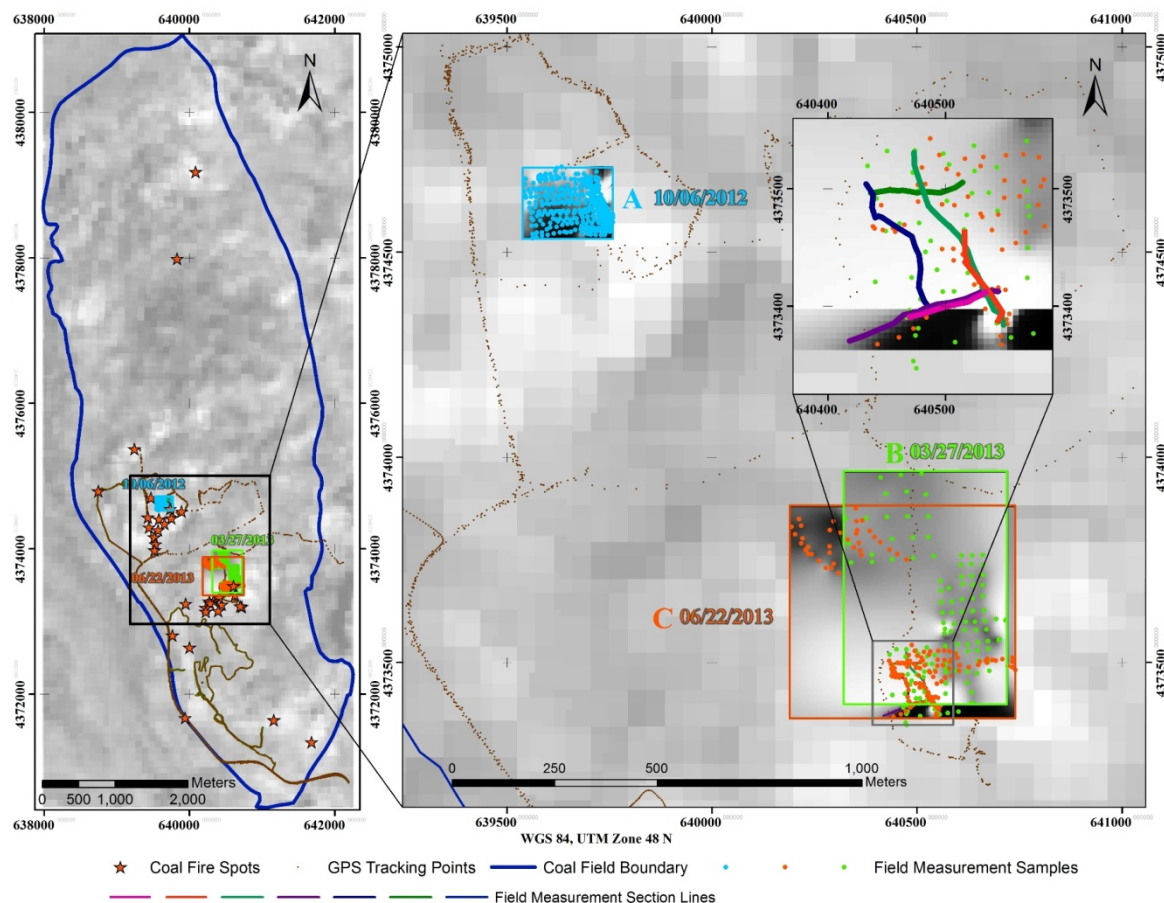 638000 640000 642000
639500 640000 640500 641000
N
N
4380000
4378000
4376000
4374000
4372000
4380000
4378000
4376000
4374000
4372000
10/06/2012
03/27/2013
06/22/2013
Meters
0 500 1,000 2,000
638000 640000 642000
4375000
4374500
4374000
4373500
4375000
4374500
4374000
4373500
A 10/06/2012
640400 640500
4373500
4373400
4373500
4373400
640400 640500
B 03/27/2013
C 06/22/2013
0 250 500 1,000
Meters
639500 640000 640500 641000
WGS 84, UTM Zone 48 N
Coal Fire Spots GPS Tracking Points Coal Field Boundary Field Measurement Samples
Field Measurement Section Lines